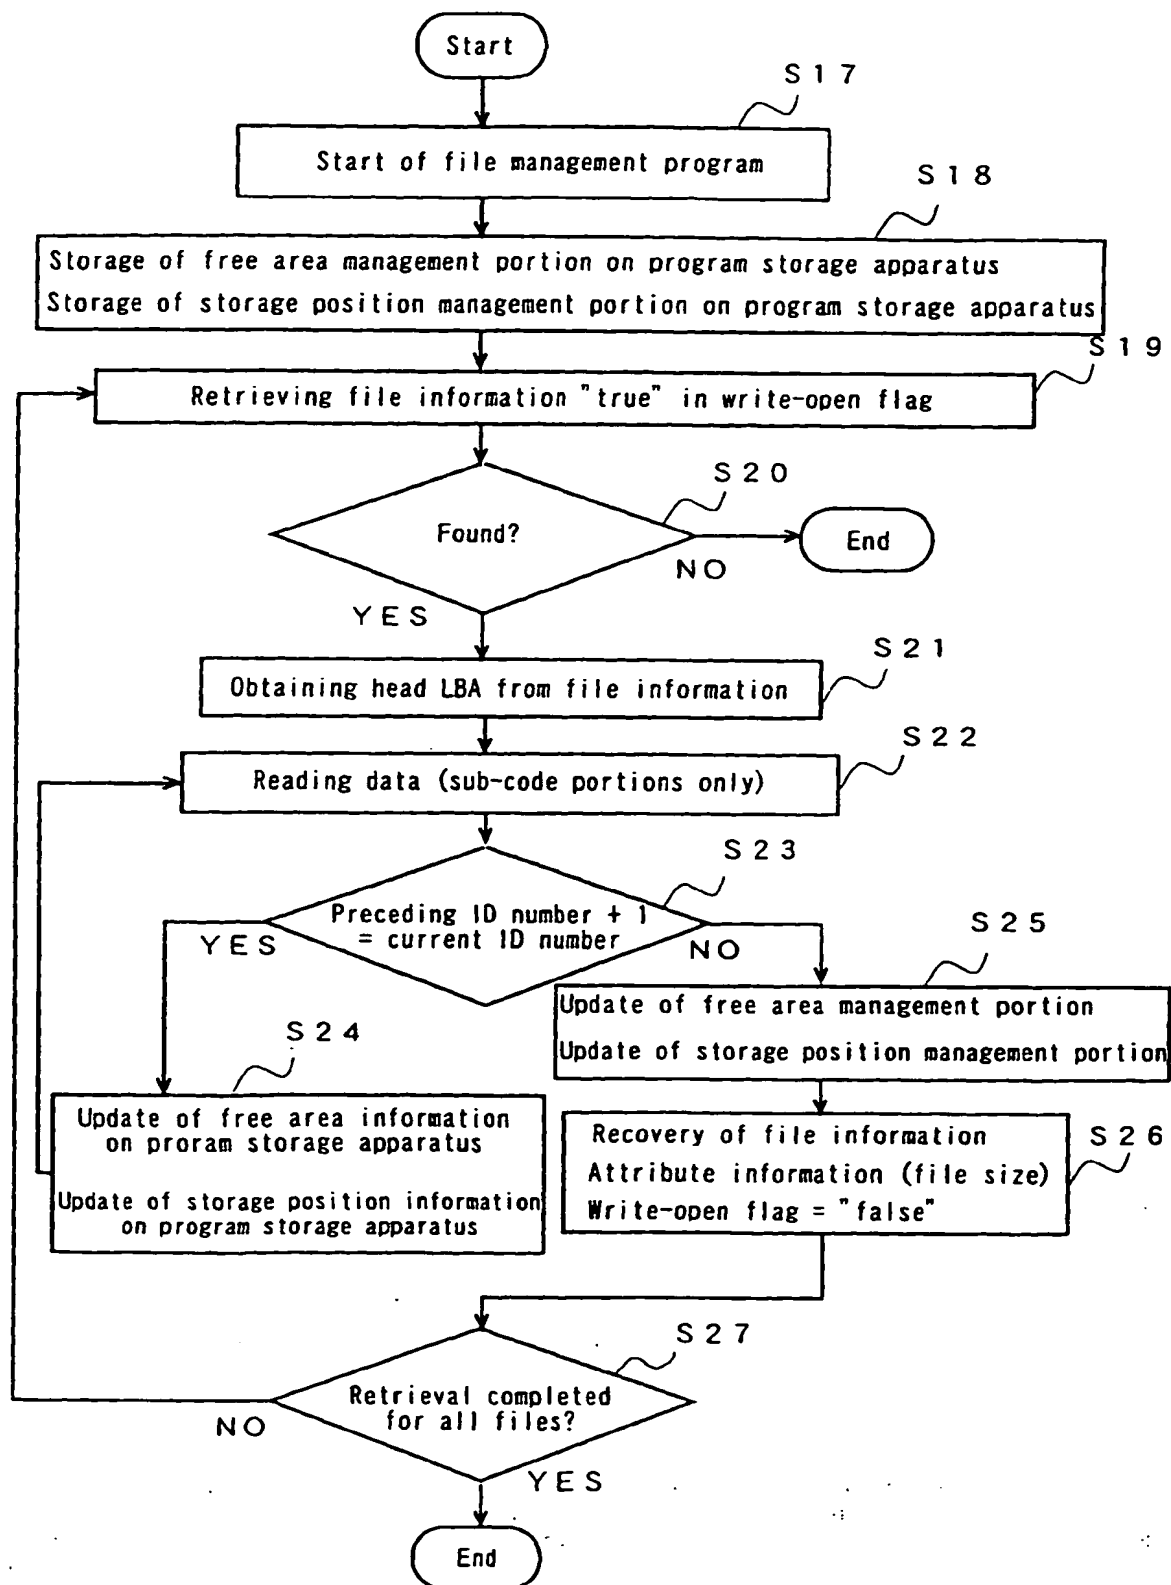 Start
S17
Start of file management program
S18
Storage of free area management portion on program storage apparatus
Storage of storage position management portion on program storage apparatus
S19
Retrieving file information "true" in write-open flag
S20
Found?
End
NO
YES
S21
Obtaining head LBA from file information
S22
Reading data (sub-code portions only)
S23
Preceding ID number + 1
= current ID number
YES
NO
S25
Update of free area management portion
Update of storage position management portion
S24
Update of free area information
on proram storage apparatus
Update of storage position information
on program storage apparatus
S26
Recovery of file information
Attribute information (file size)
Write-open flag = "false"
S27
Retrieval completed
for all files?
NO
YES
End